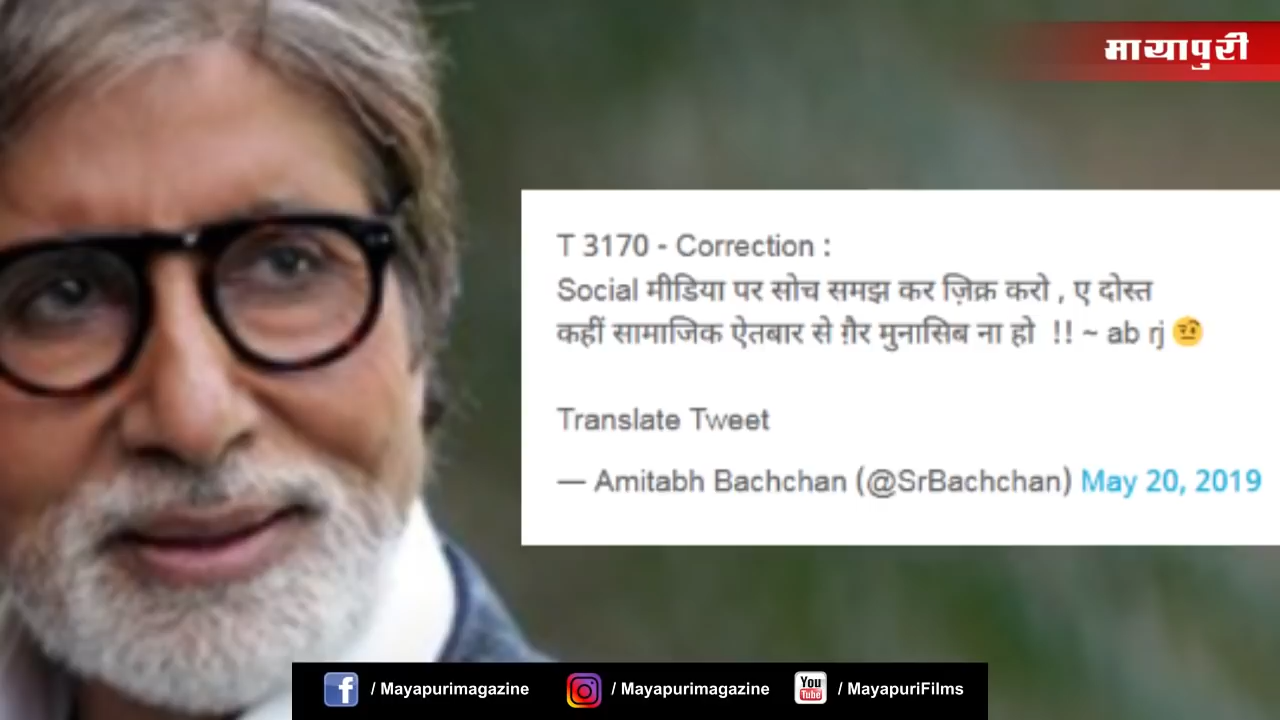 मायापुरी
T 3170 - Correction :
Social मीडिया पर सोच समझ कर ज़िक्र करो , ए दोस्त
कहीं सामाजिक ऐतबार से ग़ैर मुनासिब ना हो !! ~ ab rj 🤨
Translate Tweet
— Amitabh Bachchan (@SrBachchan) May 20, 2019
/ Mayapurimagazine / Mayapurimagazine You Tube / MayapuriFilms